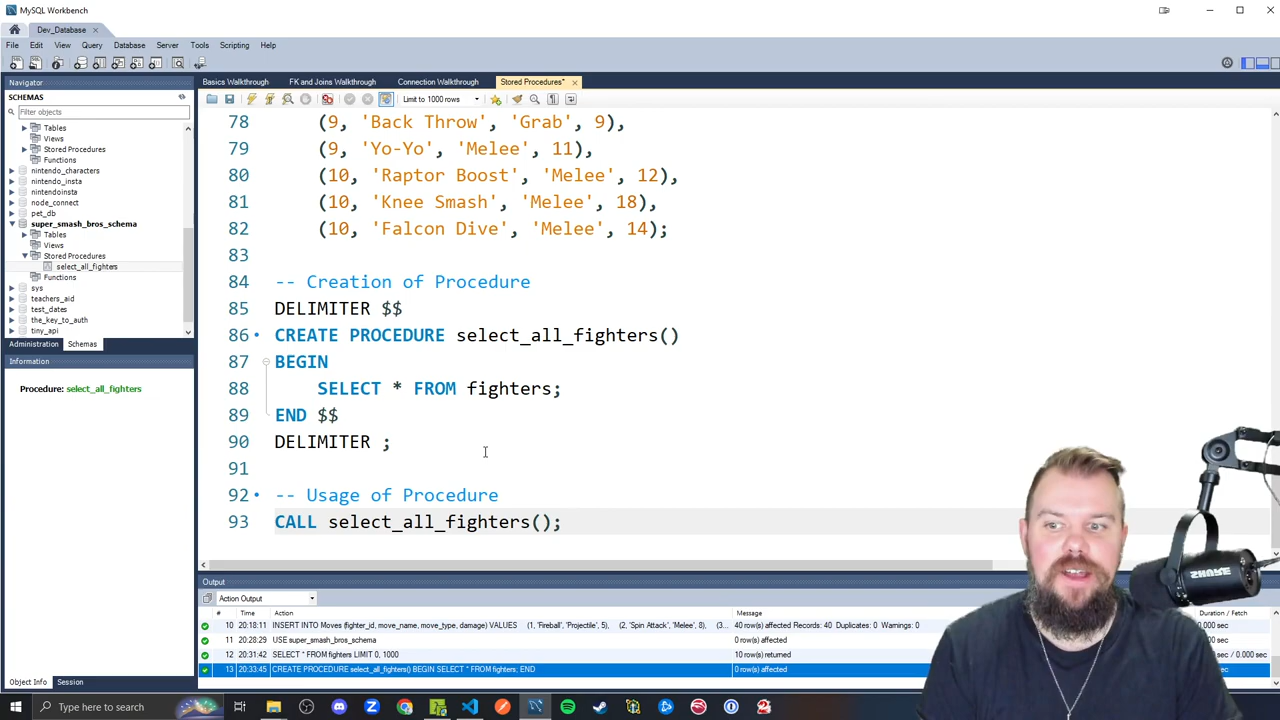 MySQL Workbench
Dev_Database
File Edit View Query Database Server Tools Scripting Help
Navigator
SCHEMAS
Filter objects
Tables
Views
Stored Procedures
Functions
nintendo_characters
nintendo_insta
nintendoinsta
node_connect
pet_db
super_smash_bros_schema
Tables
Views
Stored Procedures
select_all_fighters
Functions
sys
teachers_aid
test_dates
the_key_to_auth
tiny_api
Administration Schemas
Information
Procedure: select_all_fighters
Object Info Session
Basics Walkthrough FK and Joins Walkthrough Connection Walkthrough Stored Procedures*
Limit to 1000 rows
78 (9, 'Back Throw', 'Grab', 9),
79 (9, 'Yo-Yo', 'Melee', 11),
80 (10, 'Raptor Boost', 'Melee', 12),
81 (10, 'Knee Smash', 'Melee', 18),
82 (10, 'Falcon Dive', 'Melee', 14);
83
84 -- Creation of Procedure
85 DELIMITER $$
86 CREATE PROCEDURE select_all_fighters()
87 BEGIN
88 SELECT * FROM fighters;
89 END $$
90 DELIMITER ;
91
92 -- Usage of Procedure
93 CALL select_all_fighters();
Output
Action Output
# Time Action Message Duration / Fetch
10 20:18:11 INSERT INTO Moves (fighter_id, move_name, move_type, damage) VALUES (1, 'Fireball', 'Projectile', 5), (2, 'Spin Attack', 'Melee', 8), (3... 40 row(s) affected Records: 40 Duplicates: 0 Warnings: 0
11 20:28:29 USE super_smash_bros_schema 0 row(s) affected
12 20:31:42 SELECT * FROM fighters LIMIT 0, 1000 10 row(s) returned
13 20:33:45 CREATE PROCEDURE select_all_fighters() BEGIN SELECT * FROM fighters; END 0 row(s) affected
SHURE
Type here to search